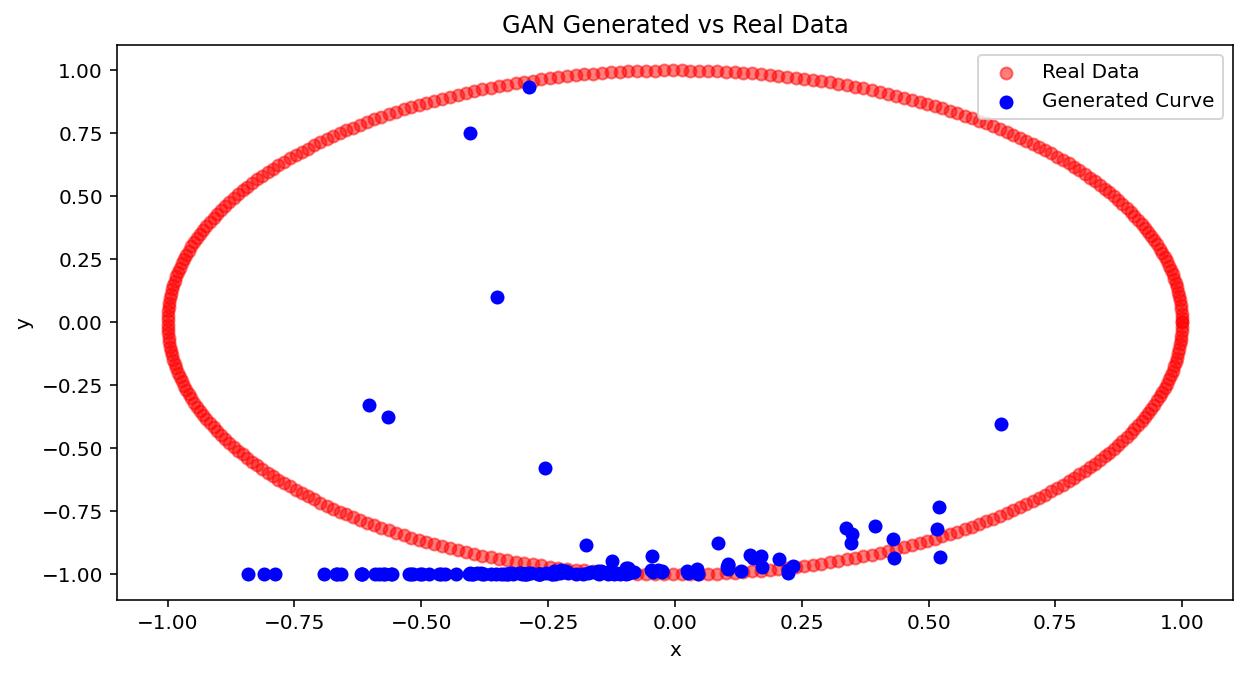 GAN Generated vs Real Data
Real Data
Generated Curve
1.00
0.75
0.50
0.25
0.00
−0.25
−0.50
−0.75
−1.00
y
−1.00 −0.75 −0.50 −0.25 0.00 0.25 0.50 0.75 1.00
x